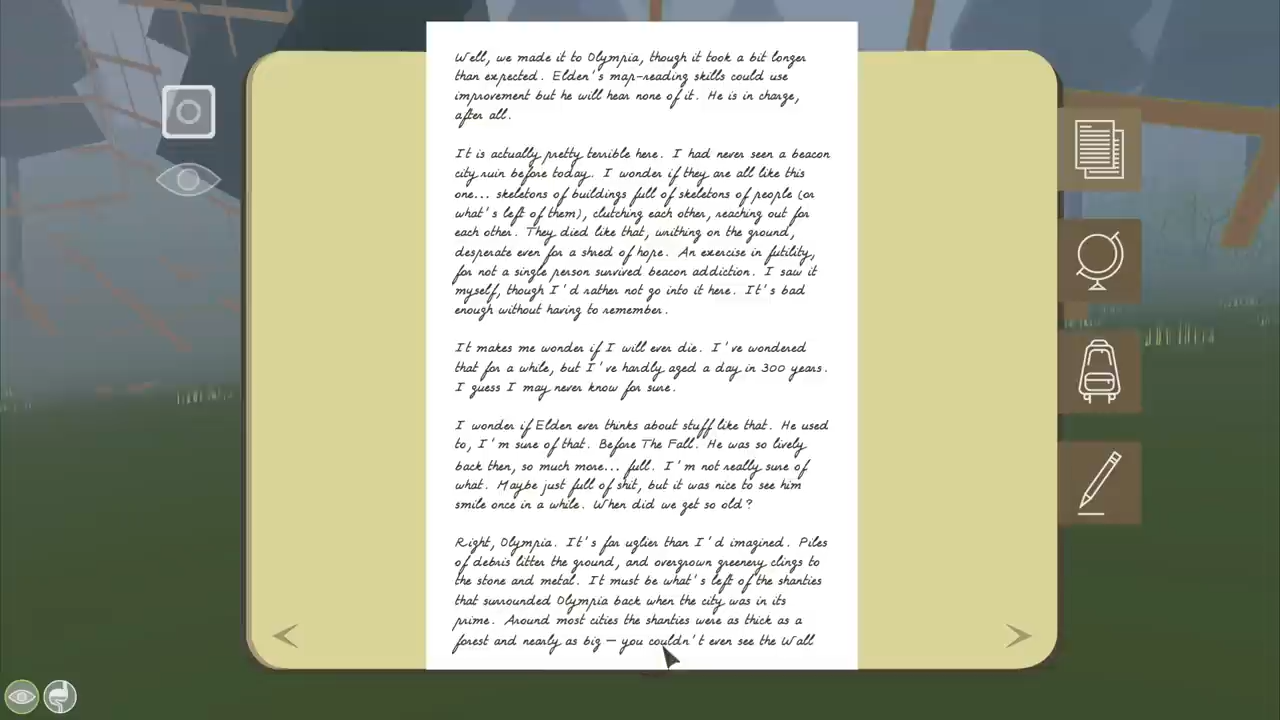 Well, we made it to Olympia, though it took a bit longer
than expected. Elden's map-reading skills could use
improvement but he will hear none of it. He is in charge,
after all.
It is actually pretty terrible here. I had never seen a beacon
city ruin before today. I wonder if they are all like this
one... skeletons of buildings full of skeletons of people (or
what's left of them), clutching each other, reaching out for
each other. They died like that, writhing on the ground,
desperate even for a shred of hope. An exercise in futility,
for not a single person survived beacon addiction. I saw it
myself, though I'd rather not go into it here. It's bad
enough without having to remember.
It makes me wonder if I will ever die. I've wondered
that for a while, but I've hardly aged a day in 300 years.
I guess I may never know for sure.
I wonder if Elden ever thinks about stuff like that. He used
to, I'm sure of that. Before The Fall. He was so lively
back then, so much more... full. I'm not really sure of
what. Maybe just full of shit, but it was nice to see him
smile once in a while. When did we get so old?
Right, Olympia. It's far uglier than I'd imagined. Piles
of debris litter the ground, and overgrown greenery clings to
the stone and metal. It must be what's left of the shanties
that surrounded Olympia back when the city was in its
prime. Around most cities the shanties were as thick as a
forest and nearly as big – you couldn't even see the Wall